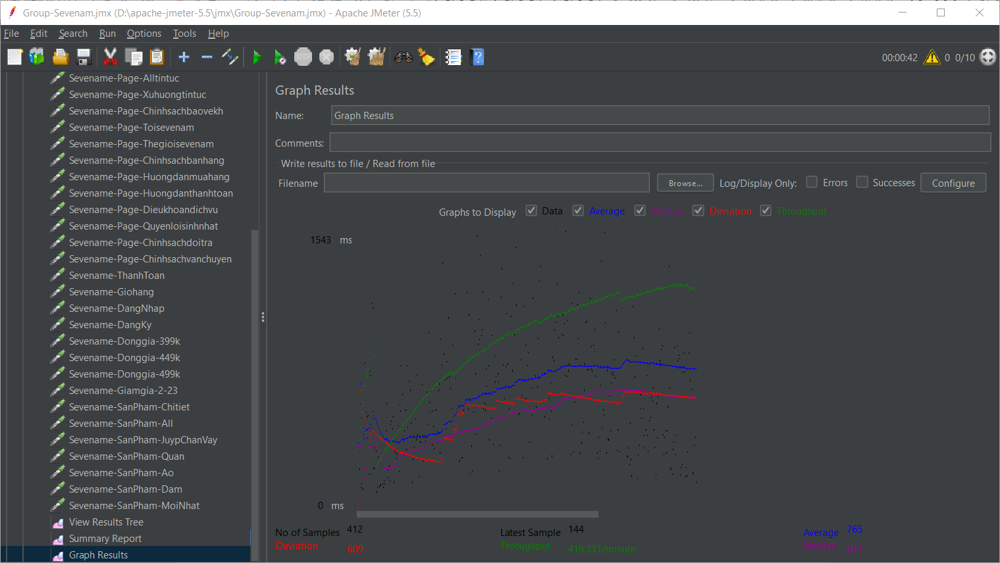 Group-Sevenam.jmx (D:\apache-jmeter-5.5\jmx\Group-Sevenam.jmx) - Apache JMeter (5.5)
File Edit Search Run Options Tools Help
STOP 00:00:42 0 0/10
Sevename-Page-Alltintuc
Sevename-Page-Xuhuongtintuc
Sevename-Page-Chinhsachbaovekh
Sevename-Page-Toisevenam
Sevename-Page-Thegioisevenam
Sevename-Page-Chinhsachbanhang
Sevename-Page-Huongdanmuahang
Sevename-Page-Huongdanthanhtoan
Sevename-Page-Dieukhoandichvu
Sevename-Page-Quyenloisinhnhat
Sevename-Page-Chinhsachdoitra
Sevename-Page-Chinhsachvanchuyen
Sevename-ThanhToan
Sevename-Giohang
Sevename-DangNhap
Sevename-DangKy
Sevename-Donggia-399k
Sevename-Donggia-449k
Sevename-Donggia-499k
Sevename-Giamgia-2-23
Sevename-SanPham-Chitiet
Sevename-SanPham-All
Sevename-SanPham-JuypChanVay
Sevename-SanPham-Quan
Sevename-SanPham-Ao
Sevename-SanPham-Dam
Sevename-SanPham-MoiNhat
View Results Tree
Summary Report
Graph Results
Graph Results
Name: Graph Results
Comments:
Write results to file / Read from file
Filename Browse... Log/Display Only: Errors Successes Configure
Graphs to Display Data Average Median Deviation Throughput
1543 ms
0 ms
No of Samples 412 Latest Sample 144 Average 765
Deviation 609 Throughput 419.331/minute Median 611